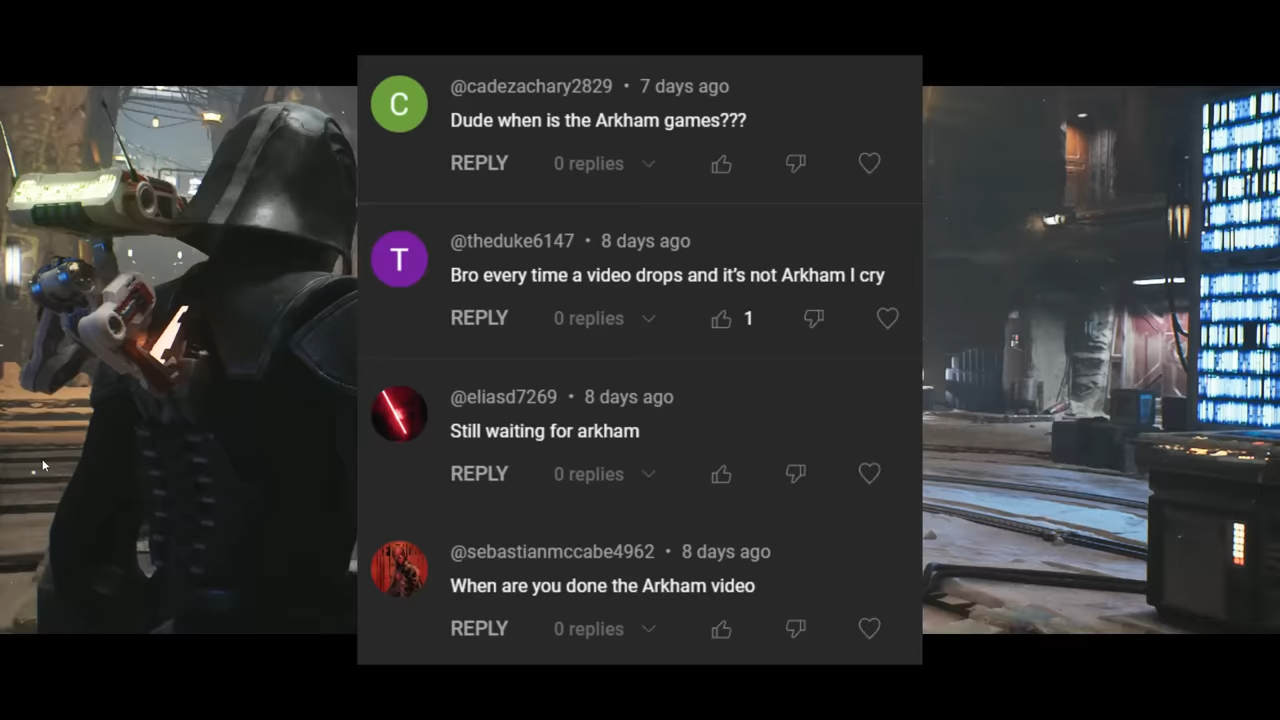 C
@cadezachary2829 • 7 days ago
Dude when is the Arkham games???
REPLY 0 replies
T
@theduke6147 • 8 days ago
Bro every time a video drops and it's not Arkham I cry
REPLY 0 replies 1
@eliasd7269 • 8 days ago
Still waiting for arkham
REPLY 0 replies
@sebastianmccabe4962 • 8 days ago
When are you done the Arkham video
REPLY 0 replies